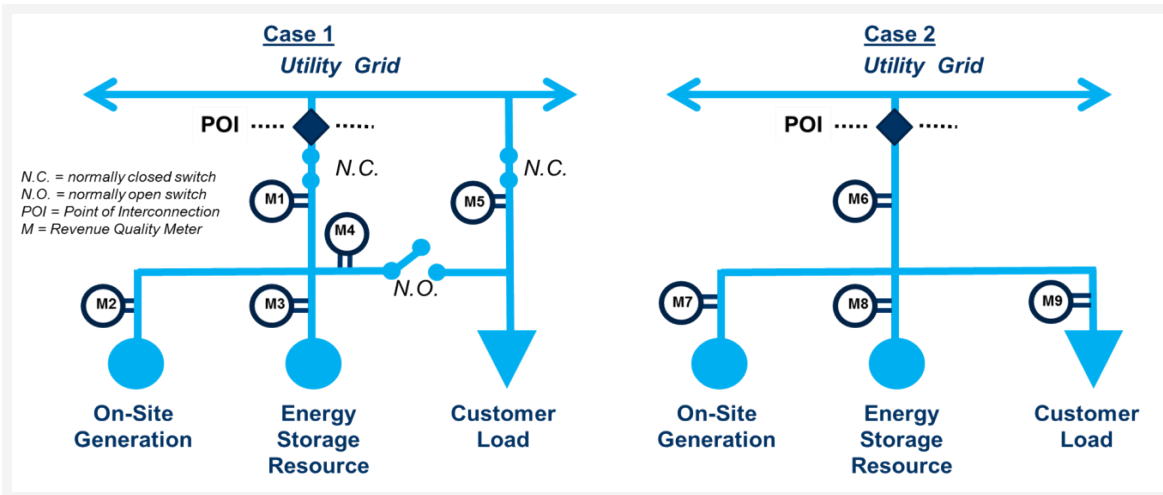 Case 1
Utility Grid
POI
N.C.
N.C.
N.C. = normally closed switch
N.O. = normally open switch
POI = Point of Interconnection
M = Revenue Quality Meter
M1
M5
M4
N.O.
M2
M3
On-Site
Generation
Energy
Storage
Resource
Customer
Load
Case 2
Utility Grid
POI
M6
M7
M8
M9
On-Site
Generation
Energy
Storage
Resource
Customer
Load